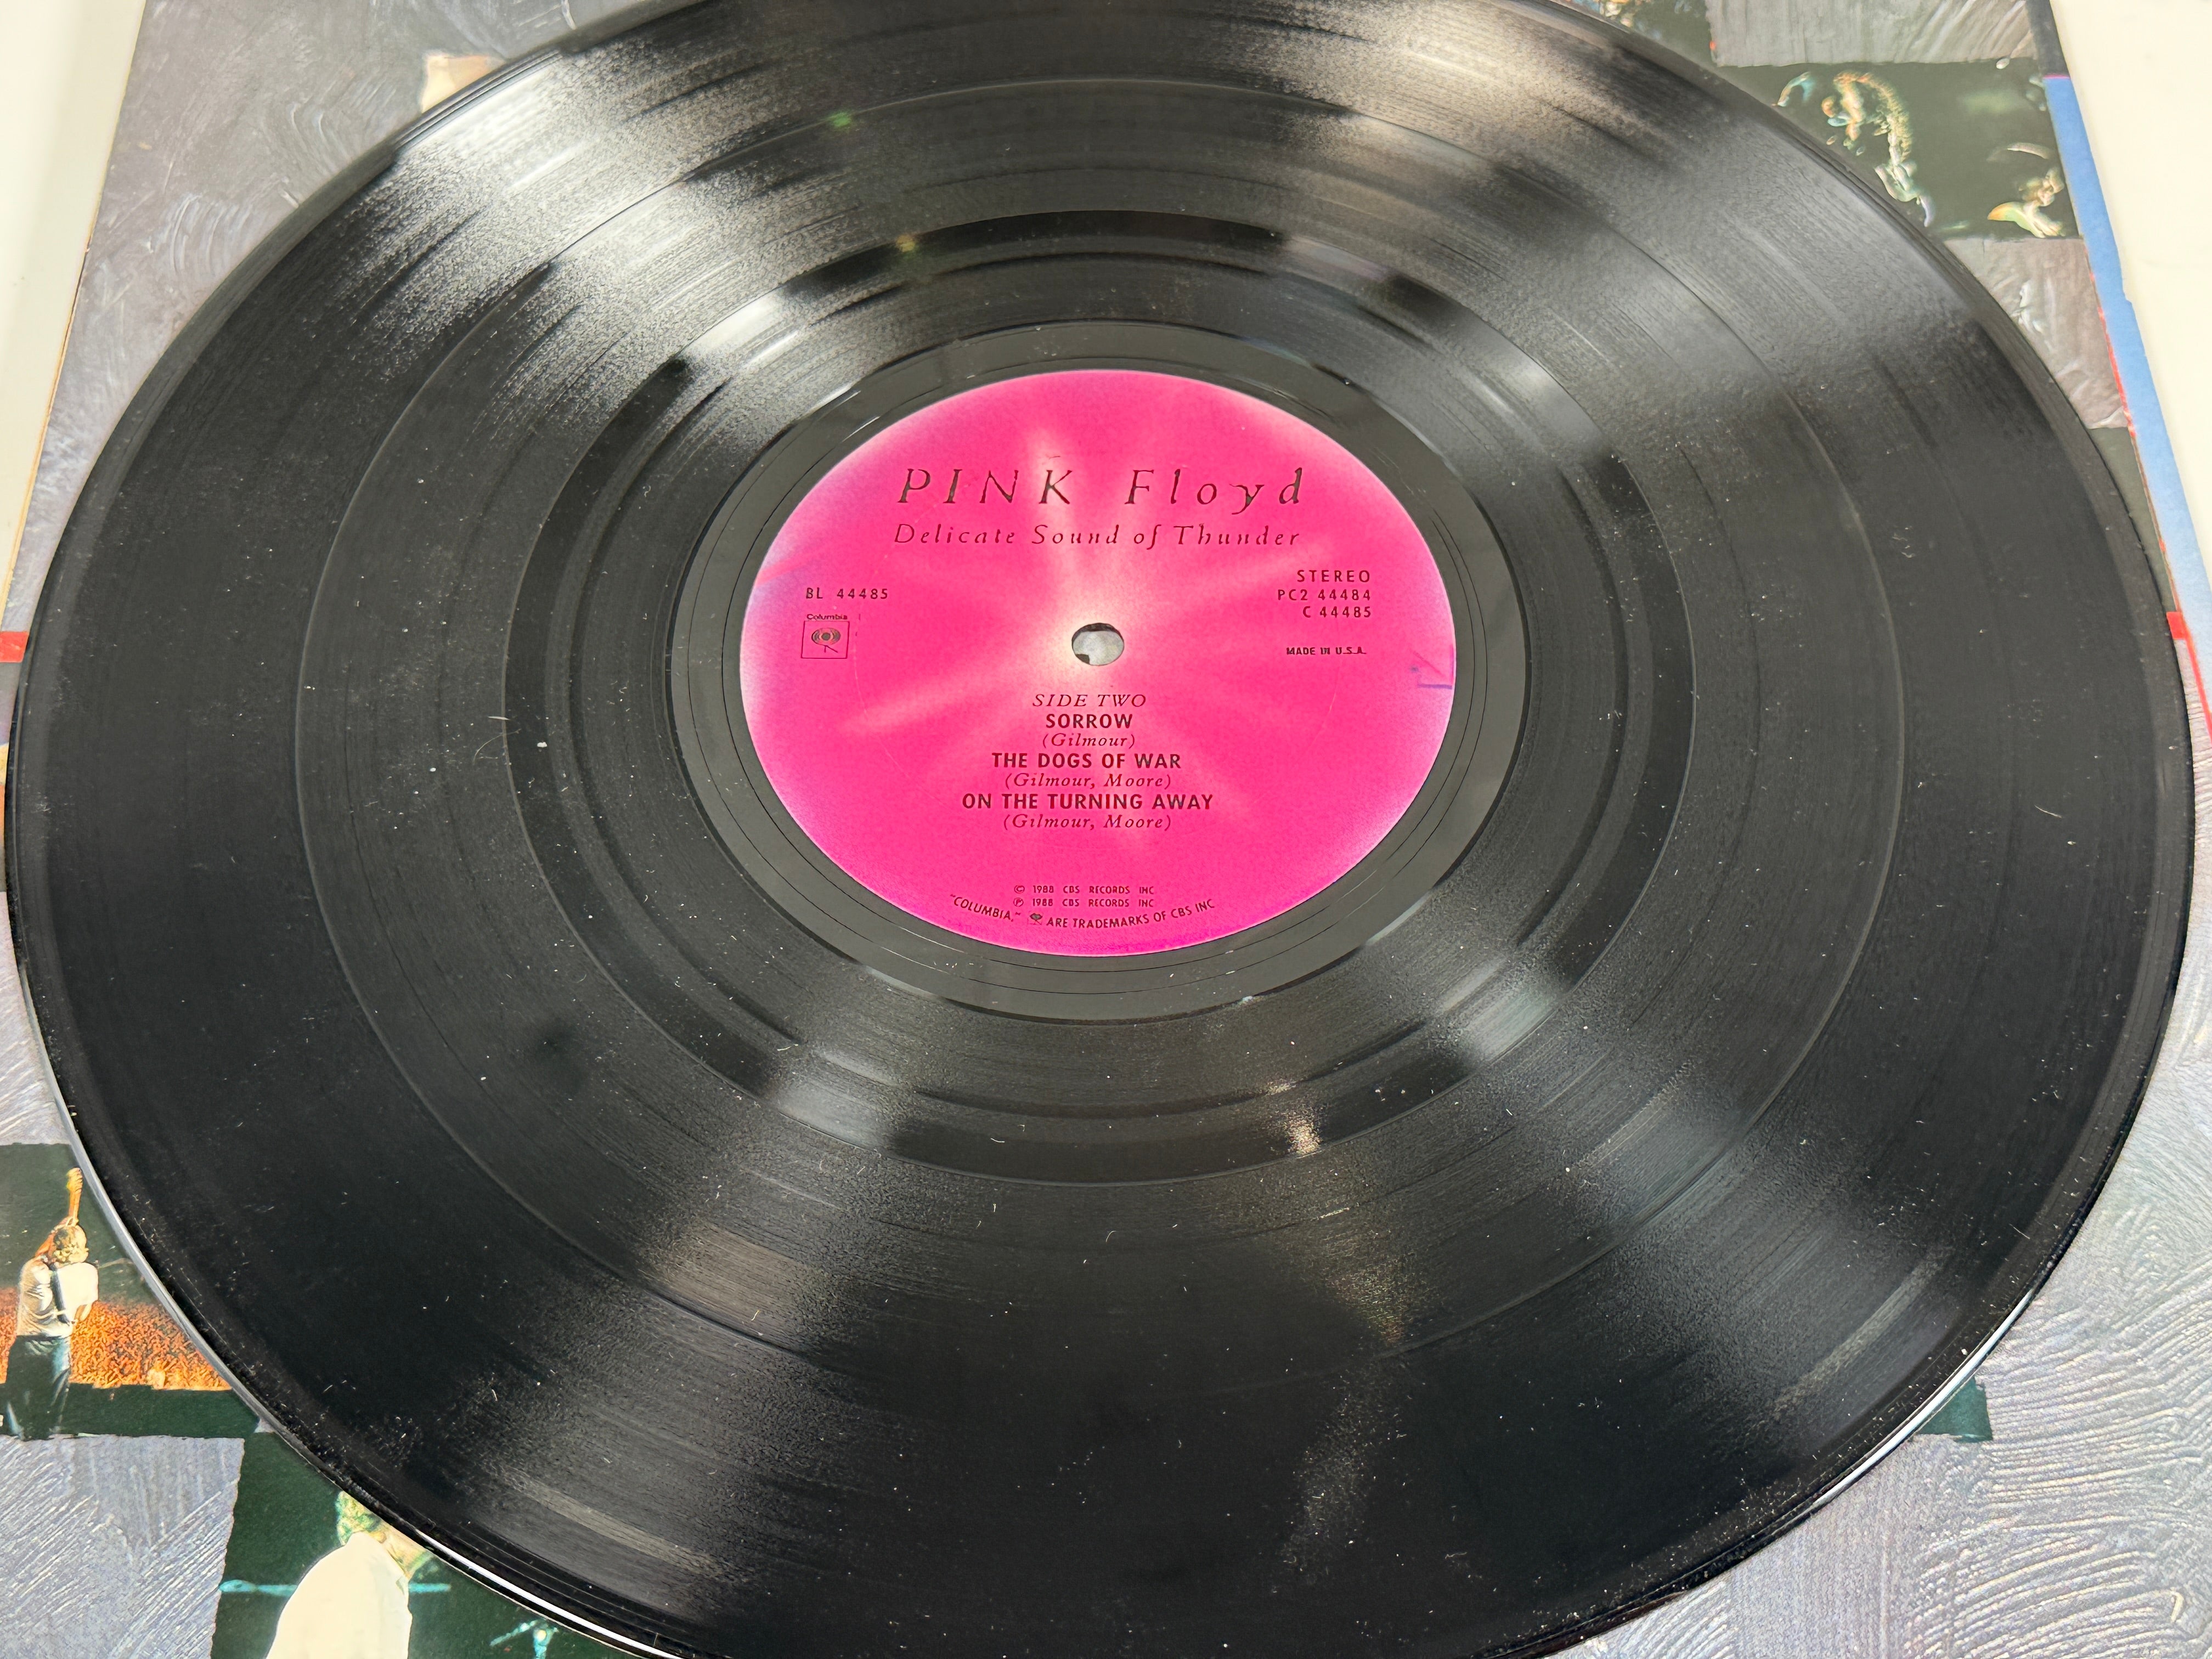 PINK Floyd
Delicate Sound of Thunder
BL 44485
Columbia
STEREO
PC2 44484
C 44485
MADE IN U.S.A.
SIDE TWO
SORROW
(Gilmour)
THE DOGS OF WAR
(Gilmour, Moore)
ON THE TURNING AWAY
(Gilmour, Moore)
© 1988 CBS RECORDS INC
℗ 1988 CBS RECORDS INC
"COLUMBIA," ARE TRADEMARKS OF CBS INC